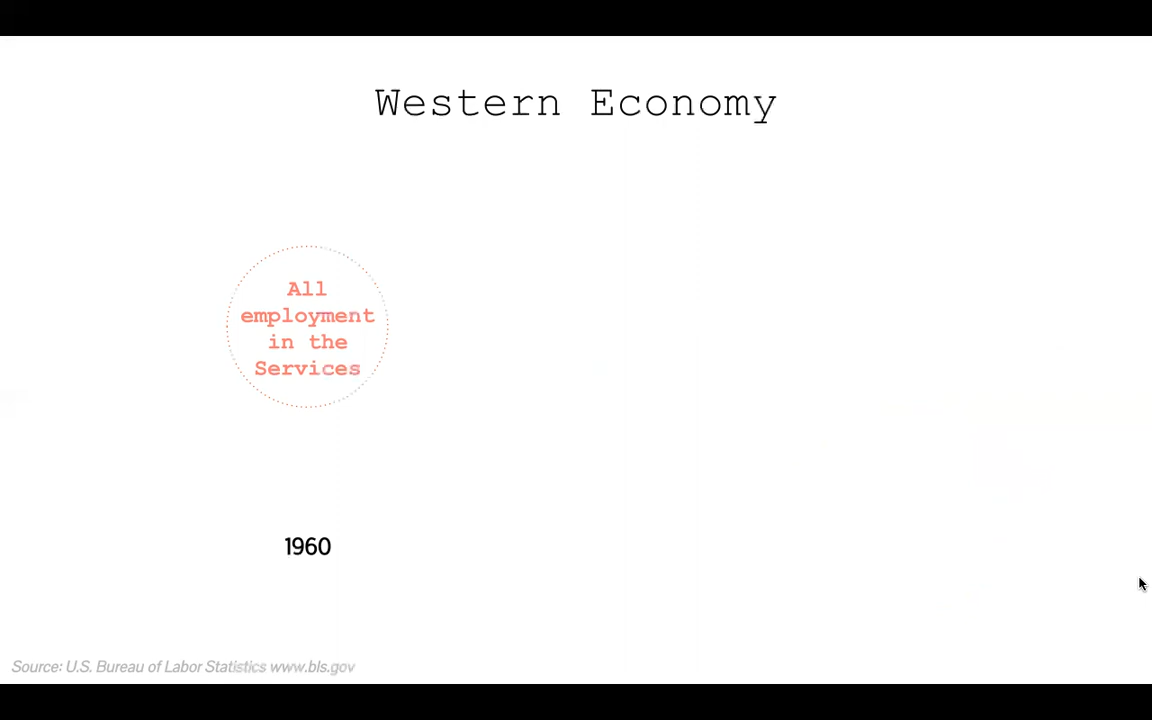 Western Economy
All
employment
in the
Services
1960
Source: U.S. Bureau of Labor Statistics www.bls.gov